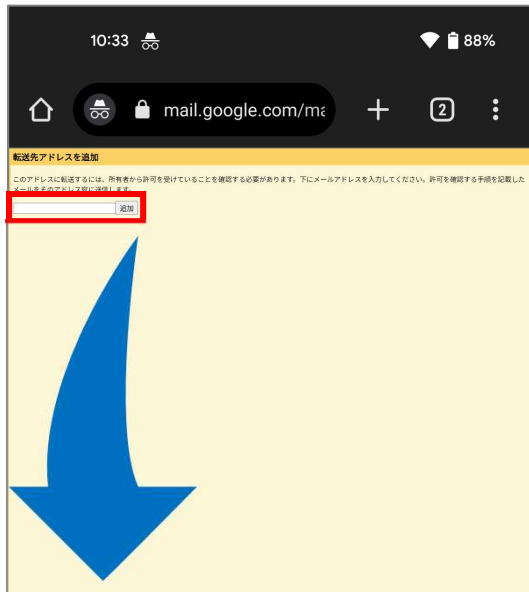 10:33
88%
mail.google.com/ma
2
転送先アドレスを追加
このアドレスに転送するには、所有者から許可を受けていることを確認する必要があります。下にメールアドレスを入力してください。許可を確認する手順を記載した
メールをそのアドレス宛に送信します。
追加